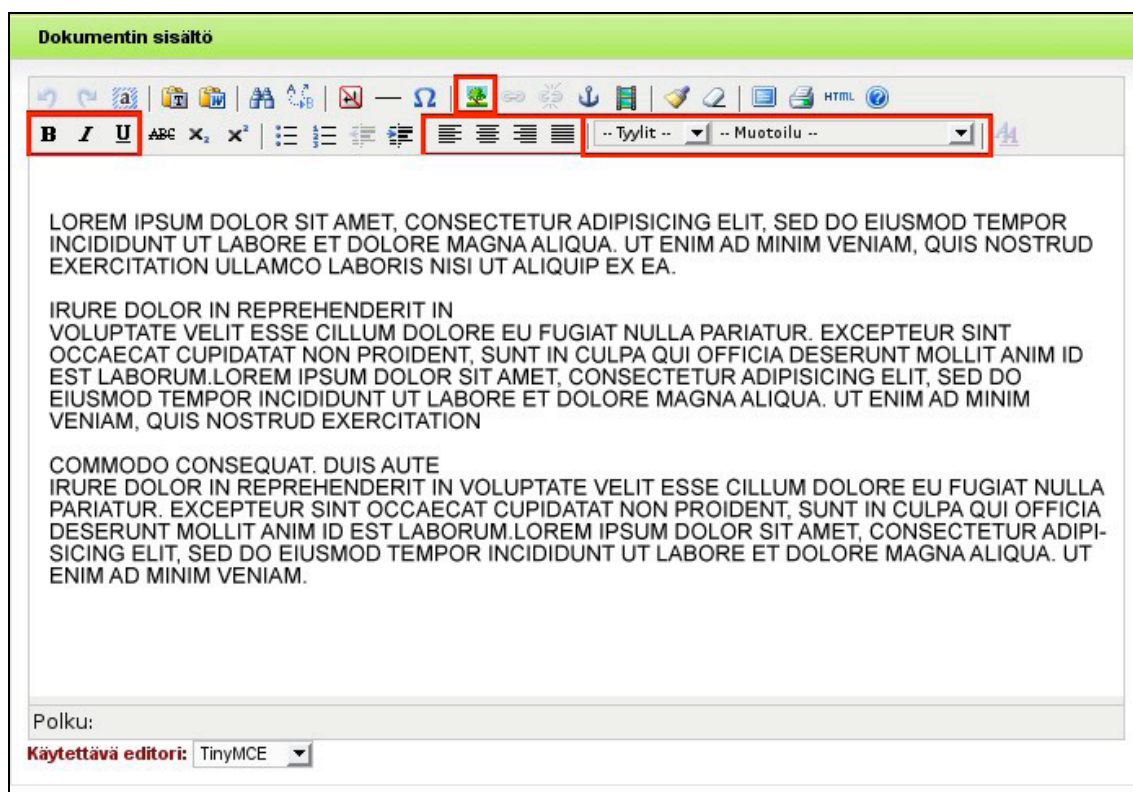 Dokumentin sisältö
HTML
B I U ABC x₂ x² -- Tyylit -- -- Muotoilu --
LOREM IPSUM DOLOR SIT AMET, CONSECTETUR ADIPISICING ELIT, SED DO EIUSMOD TEMPOR
INCIDIDUNT UT LABORE ET DOLORE MAGNA ALIQUA. UT ENIM AD MINIM VENIAM, QUIS NOSTRUD
EXERCITATION ULLAMCO LABORIS NISI UT ALIQUIP EX EA.
IRURE DOLOR IN REPREHENDERIT IN
VOLUPTATE VELIT ESSE CILLUM DOLORE EU FUGIAT NULLA PARIATUR. EXCEPTEUR SINT
OCCAECAT CUPIDATAT NON PROIDENT, SUNT IN CULPA QUI OFFICIA DESERUNT MOLLIT ANIM ID
EST LABORUM.LOREM IPSUM DOLOR SIT AMET, CONSECTETUR ADIPISICING ELIT, SED DO
EIUSMOD TEMPOR INCIDIDUNT UT LABORE ET DOLORE MAGNA ALIQUA. UT ENIM AD MINIM
VENIAM, QUIS NOSTRUD EXERCITATION
COMMODO CONSEQUAT. DUIS AUTE
IRURE DOLOR IN REPREHENDERIT IN VOLUPTATE VELIT ESSE CILLUM DOLORE EU FUGIAT NULLA
PARIATUR. EXCEPTEUR SINT OCCAECAT CUPIDATAT NON PROIDENT, SUNT IN CULPA QUI OFFICIA
DESERUNT MOLLIT ANIM ID EST LABORUM.LOREM IPSUM DOLOR SIT AMET, CONSECTETUR ADIPI-
SICING ELIT, SED DO EIUSMOD TEMPOR INCIDIDUNT UT LABORE ET DOLORE MAGNA ALIQUA. UT
ENIM AD MINIM VENIAM.
Polku:
Käytettävä editori: TinyMCE